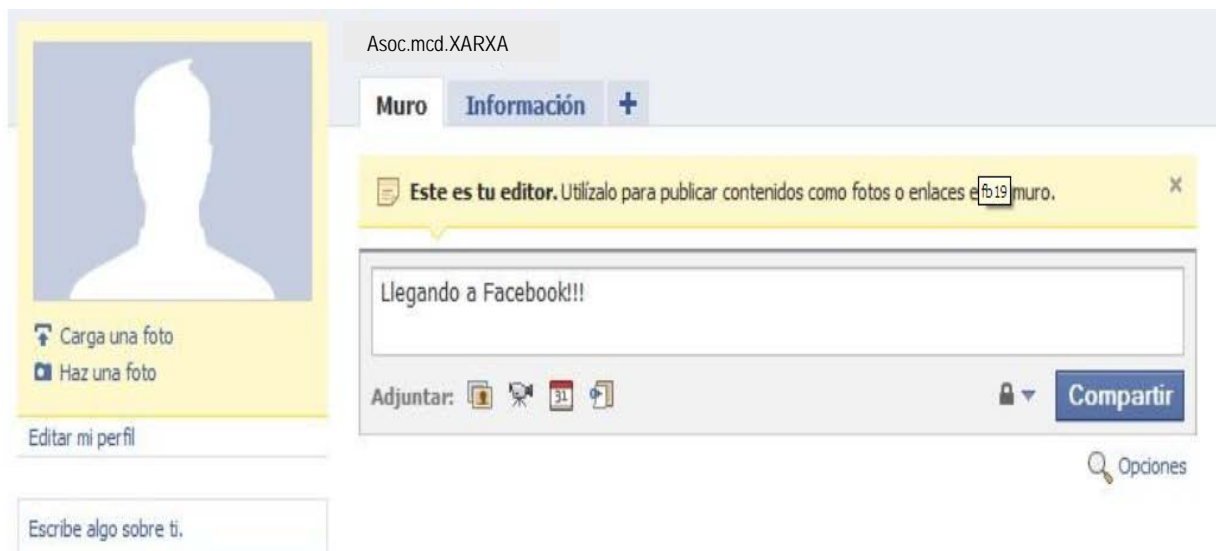 Asoc.mcd.XARXA
Muro Información +
Este es tu editor. Utilízalo para publicar contenidos como fotos o enlaces e fb19 muro.
Llegando a Facebook!!!
Carga una foto
Haz una foto
Adjuntar: 31 Compartir
Editar mi perfil
Opciones
Escribe algo sobre ti.